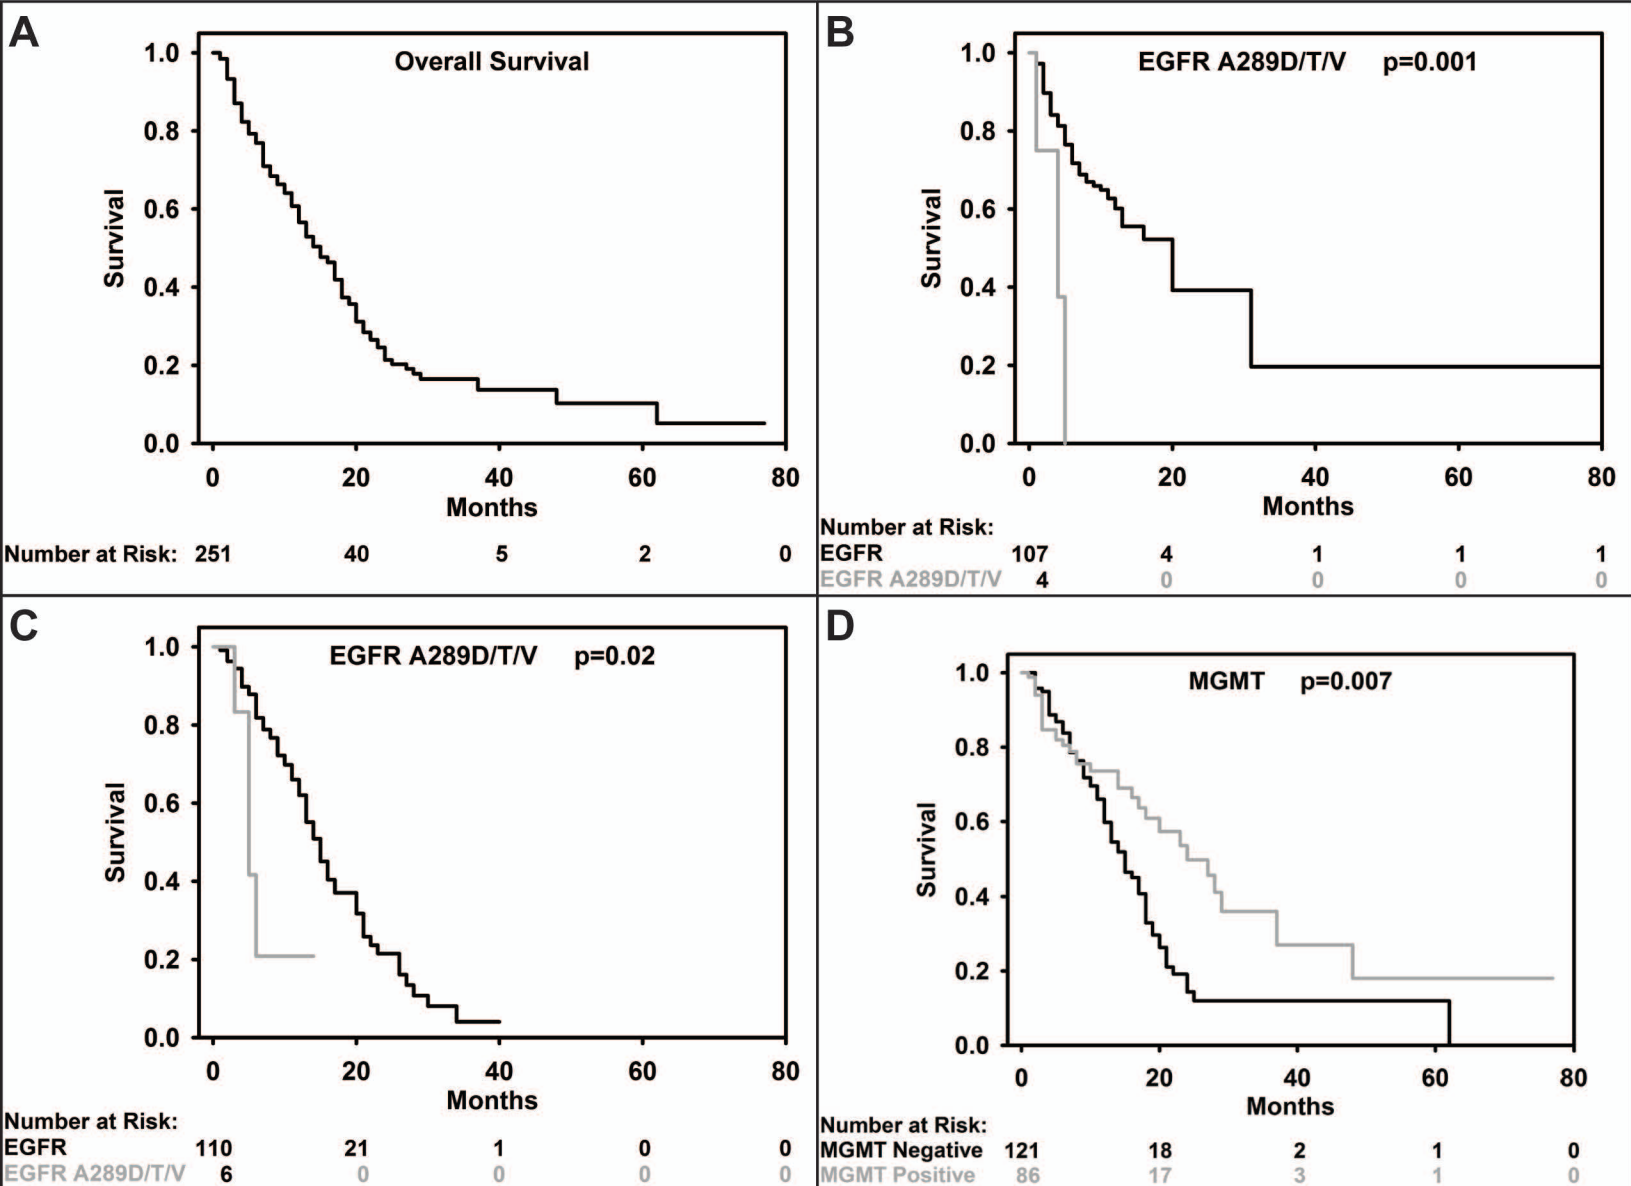 A
Overall Survival
1.0
0.8
0.6
0.4
0.2
0.0
Survival
0 20 40 60 80
Months
Number at Risk: 251 40 5 2 0
B
EGFR A289D/T/V p=0.001
1.0
0.8
0.6
0.4
0.2
0.0
Survival
0 20 40 60 80
Months
Number at Risk:
EGFR 107 4 1 1 1
EGFR A289D/T/V 4 0 0 0 0
C
EGFR A289D/T/V p=0.02
1.0
0.8
0.6
0.4
0.2
0.0
Survival
0 20 40 60 80
Months
Number at Risk:
EGFR 110 21 1 0 0
EGFR A289D/T/V 6 0 0 0 0
D
MGMT p=0.007
1.0
0.8
0.6
0.4
0.2
0.0
Survival
0 20 40 60 80
Months
Number at Risk:
MGMT Negative 121 18 2 1 0
MGMT Positive 86 17 3 1 0